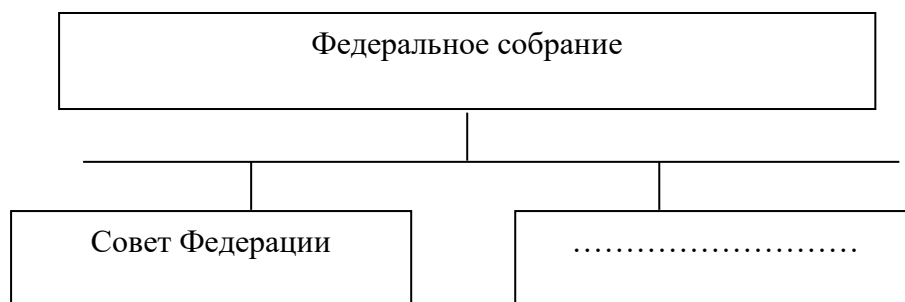 Федеральное собрание
Совет Федерации
………………………